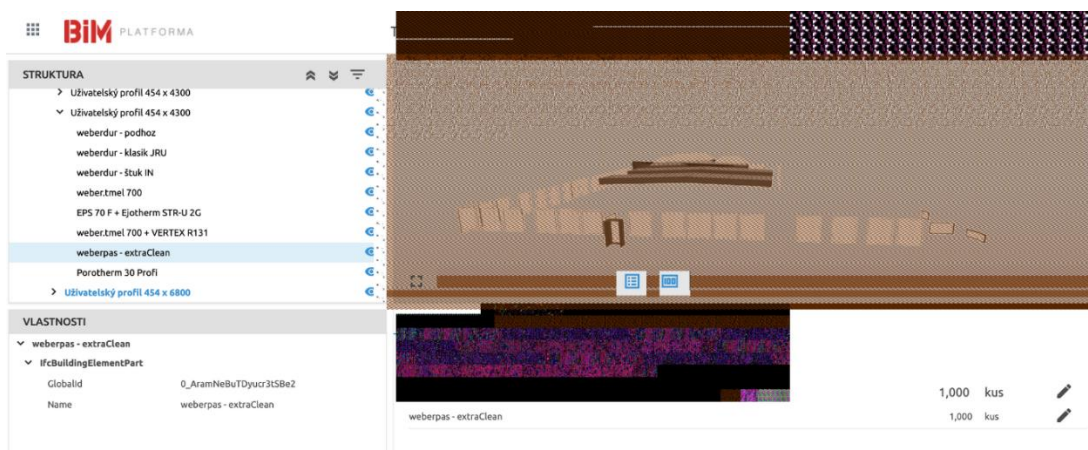 BiM PLATFORMA
STRUKTURA
Uživatelský profil 454 x 4300
Uživatelský profil 454 x 4300
weberdur - podhoz
weberdur - klasik JRU
weberdur - štuk IN
weber.tmel 700
EPS 70 F + Ejotherm STR-U 2G
weber.tmel 700 + VERTEX R131
weberpas - extraClean
Porotherm 30 Profi
Uživatelský profil 454 x 6800
VLASTNOSTI
weberpas - extraClean
IfcBuildingElementPart
GlobalId 0_AramNeBuTDyucr3tSBe2
Name weberpas - extraClean
1,000 kus
weberpas - extraClean 1,000 kus